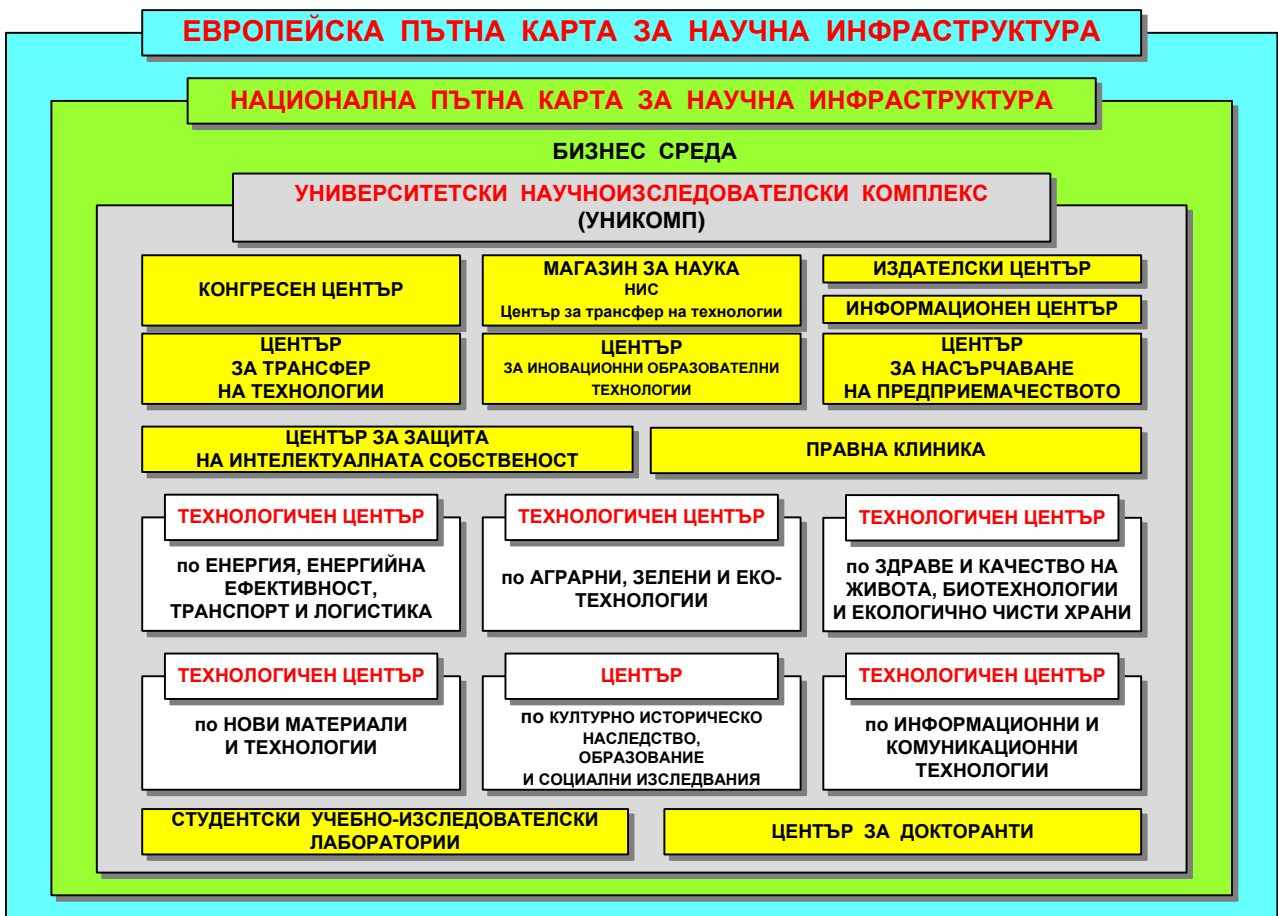 ЕВРОПЕЙСКА ПЪТНА КАРТА ЗА НАУЧНА ИНФРАСТРУКТУРА
НАЦИОНАЛНА ПЪТНА КАРТА ЗА НАУЧНА ИНФРАСТРУКТУРА
БИЗНЕС СРЕДА
УНИВЕРСИТЕТСКИ НАУЧНОИЗСЛЕДОВАТЕЛСКИ КОМПЛЕКС
(УНИКОМП)
КОНГРЕСЕН ЦЕНТЪР
МАГАЗИН ЗА НАУКА
НИС
Център за трансфер на технологии
ИЗДАТЕЛСКИ ЦЕНТЪР
ИНФОРМАЦИОНЕН ЦЕНТЪР
ЦЕНТЪР
ЗА ТРАНСФЕР
НА ТЕХНОЛОГИИ
ЦЕНТЪР
ЗА ИНОВАЦИОННИ ОБРАЗОВАТЕЛНИ
ТЕХНОЛОГИИ
ЦЕНТЪР
ЗА НАСЪРЧАВАНЕ
НА ПРЕДПРИЕМАЧЕСТВОТО
ЦЕНТЪР ЗА ЗАЩИТА
НА ИНТЕЛЕКТУАЛНАТА СОБСТВЕНОСТ
ПРАВНА КЛИНИКА
ТЕХНОЛОГИЧЕН ЦЕНТЪР
по ЕНЕРГИЯ, ЕНЕРГИЙНА
ЕФЕКТИВНОСТ,
ТРАНСПОРТ И ЛОГИСТИКА
ТЕХНОЛОГИЧЕН ЦЕНТЪР
по АГРАРНИ, ЗЕЛЕНИ И ЕКО-
ТЕХНОЛОГИИ
ТЕХНОЛОГИЧЕН ЦЕНТЪР
по ЗДРАВЕ И КАЧЕСТВО НА
ЖИВОТА, БИОТЕХНОЛОГИИ
И ЕКОЛОГИЧНО ЧИСТИ ХРАНИ
ТЕХНОЛОГИЧЕН ЦЕНТЪР
по НОВИ МАТЕРИАЛИ
И ТЕХНОЛОГИИ
ЦЕНТЪР
по КУЛТУРНО ИСТОРИЧЕСКО
НАСЛЕДСТВО,
ОБРАЗОВАНИЕ
И СОЦИАЛНИ ИЗСЛЕДВАНИЯ
ТЕХНОЛОГИЧЕН ЦЕНТЪР
по ИНФОРМАЦИОННИ И
КОМУНИКАЦИОННИ
ТЕХНОЛОГИИ
СТУДЕНТСКИ УЧЕБНО-ИЗСЛЕДОВАТЕЛСКИ
ЛАБОРАТОРИИ
ЦЕНТЪР ЗА ДОКТОРАНТИ